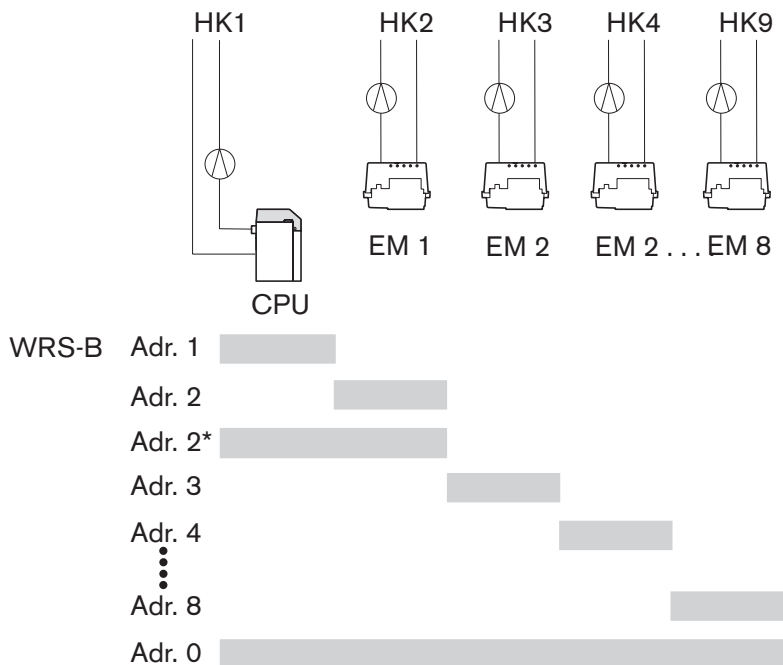 HK1 HK2 HK3 HK4 HK9
EM 1 EM 2 EM 2 . . . . EM 8
CPU
WRS-B Adr. 1
Adr. 2
Adr. 2*
Adr. 3
Adr. 4
Adr. 8
Adr. 0